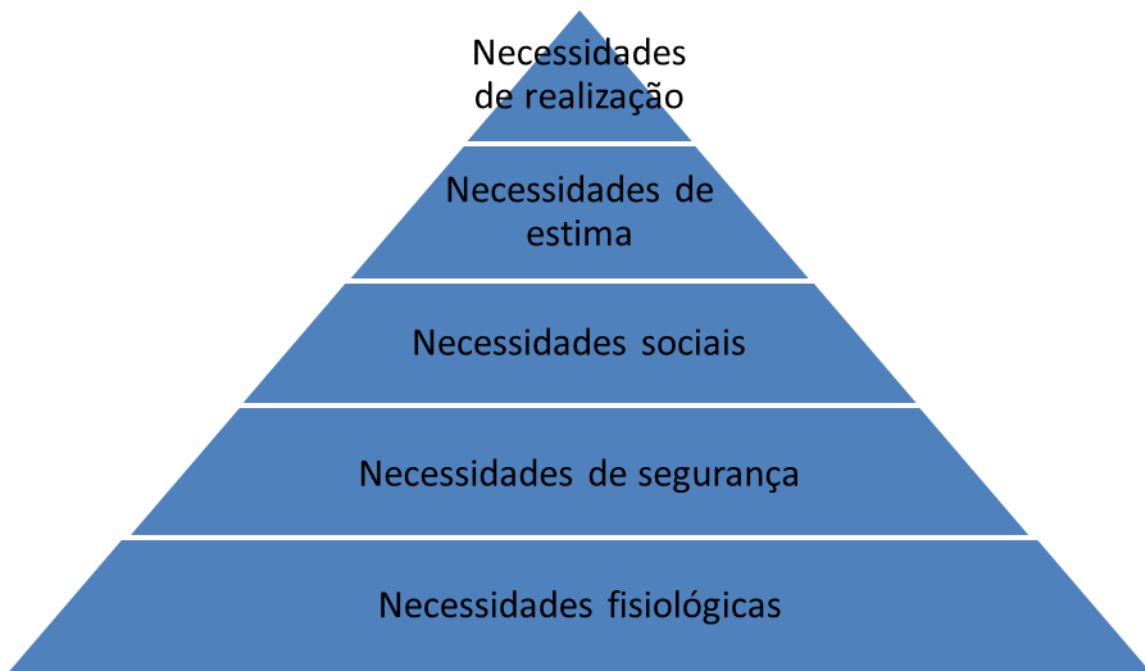 Necessidades
de realização
Necessidades de
estima
Necessidades sociais
Necessidades de segurança
Necessidades fisiológicas